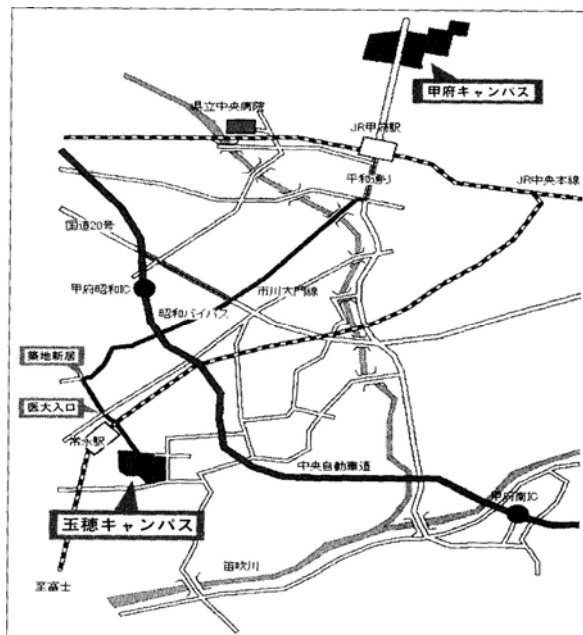 甲府キャンパス
県立中央病院
JR甲府駅
平和通り
JR中央本線
国道20号
甲府昭和IC
市川大門線
昭和バイパス
築地新居
医大入口
常永駅
中央自動車道
甲府南IC
玉穂キャンパス
笛吹川
至富士